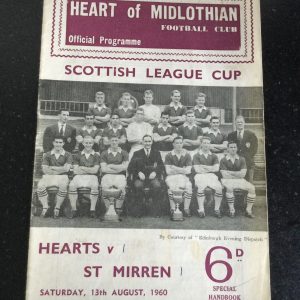 HEART of MIDLOTHIAN
FOOTBALL CLUB
Official Programme
SCOTTISH LEAGUE CUP
By Courtesy of "Edinburgh Evening Dispatch"
HEARTS v
ST MIRREN
6D
SPECIAL
HANDBOOK
SATURDAY, 13th AUGUST, 1960